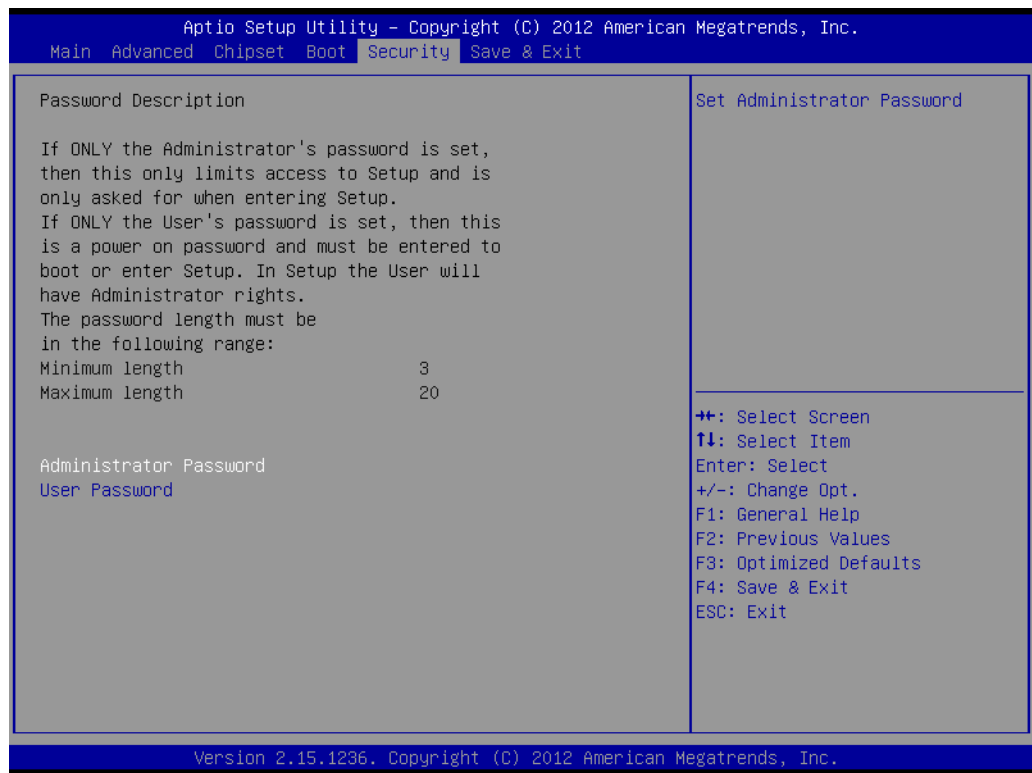 Aptio Setup Utility – Copyright (C) 2012 American Megatrends, Inc.
Main Advanced Chipset Boot Security Save & Exit
Password Description
If ONLY the Administrator's password is set,
then this only limits access to Setup and is
only asked for when entering Setup.
If ONLY the User's password is set, then this
is a power on password and must be entered to
boot or enter Setup. In Setup the User will
have Administrator rights.
The password length must be
in the following range:
Minimum length 3
Maximum length 20
Administrator Password
User Password
Set Administrator Password
→←: Select Screen
↑↓: Select Item
Enter: Select
+/-: Change Opt.
F1: General Help
F2: Previous Values
F3: Optimized Defaults
F4: Save & Exit
ESC: Exit
Version 2.15.1236. Copyright (C) 2012 American Megatrends, Inc.